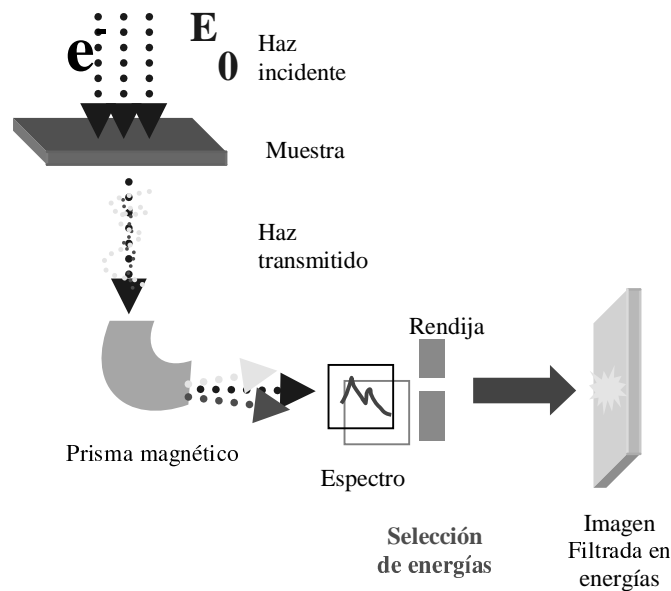 e⁻
E
0
Haz
incidente
Muestra
Haz
transmitido
Rendija
Prisma magnético
Espectro
Selección
de energías
Imagen
Filtrada en
energías